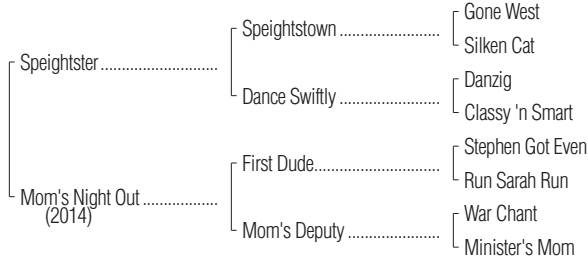 Gone West
Speightstown ....................
Silken Cat
Speightster ........................
Danzig
Dance Swiftly ....................
Classy 'n Smart
Stephen Got Even
First Dude.........................
Run Sarah Run
Mom's Night Out ...............
(2014)
War Chant
Mom's Deputy ..................
Minister's Mom